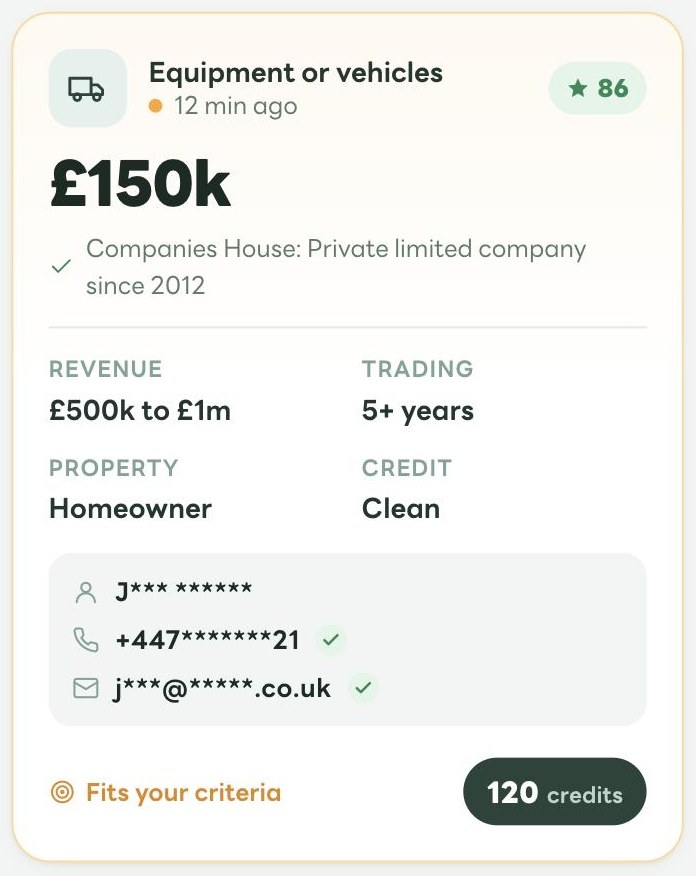 Equipment or vehicles
86
12 min ago
£150k
Companies House: Private limited company
since 2012
REVENUE
TRADING
£500k to £1m
5+ years
PROPERTY
CREDIT
Homeowner
Clean
J*** ******
+447*******21
j***@*****.co.uk
Fits your criteria
120 credits